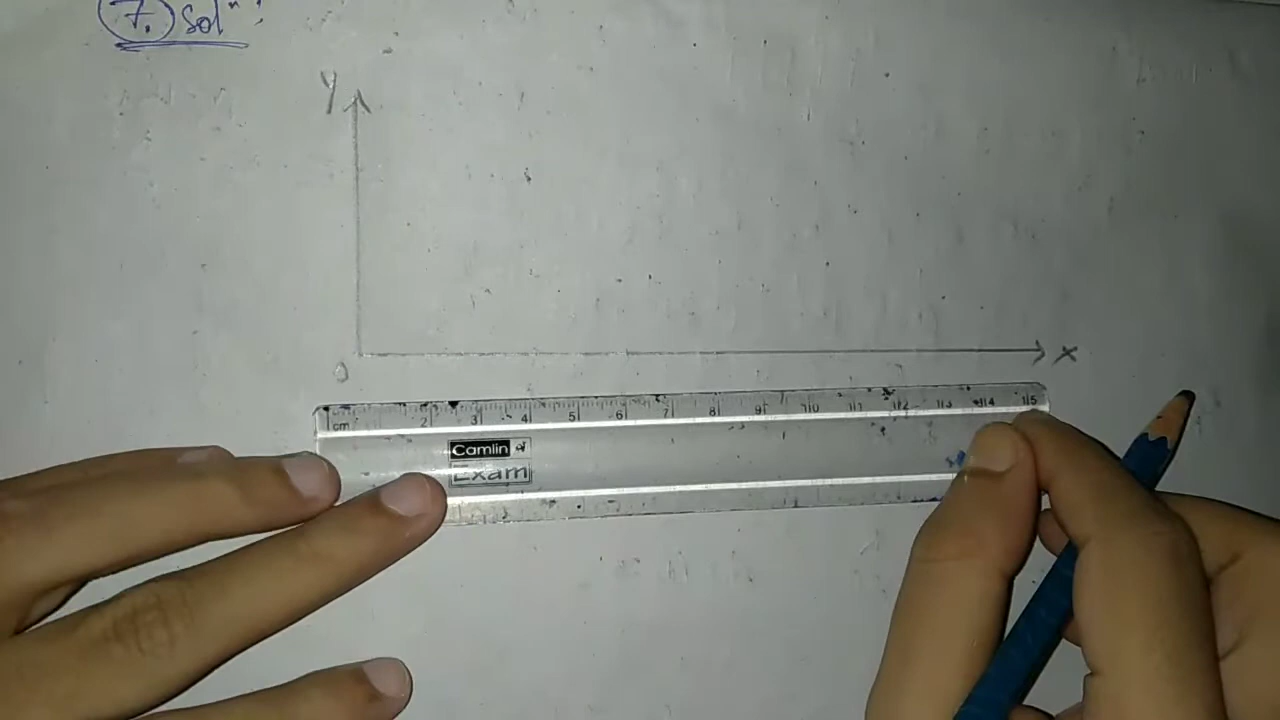 7. Solⁿ :
Y
O X
cm 2 3 4 5 6 7 8 9 10 11 12 13 14 15
Camlin
Exam